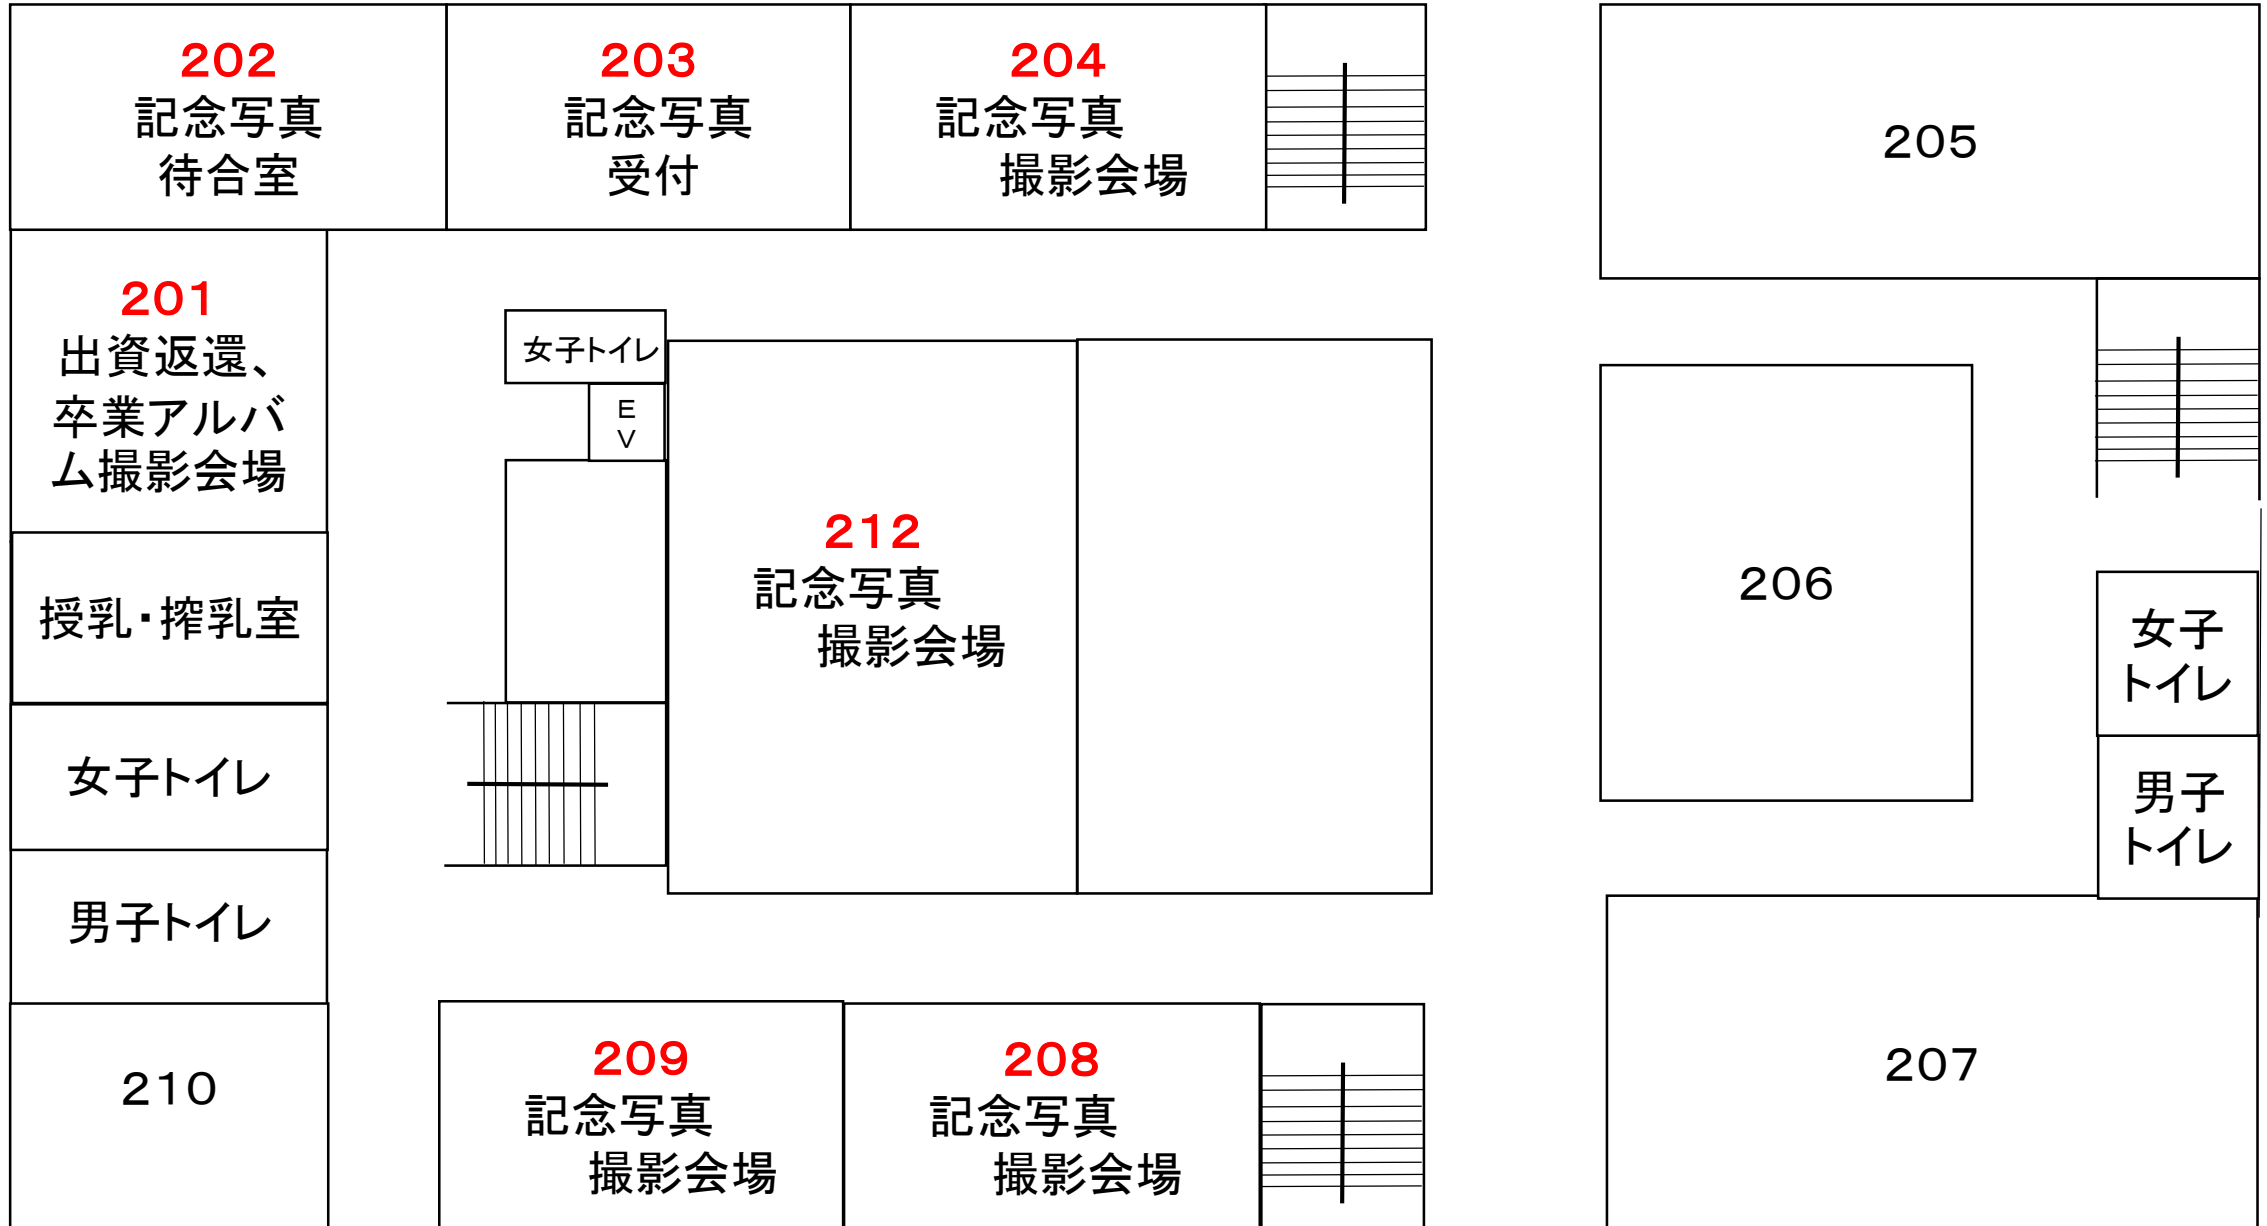 202
記念写真
待合室
203
記念写真
受付
204
記念写真
撮影会場
205
201
出資返還、
卒業アルバ
ム撮影会場
女子トイレ
E
V
212
記念写真
撮影会場
206
授乳・搾乳室
女子
トイレ
女子トイレ
男子
トイレ
男子トイレ
210
209
記念写真
撮影会場
208
記念写真
撮影会場
207